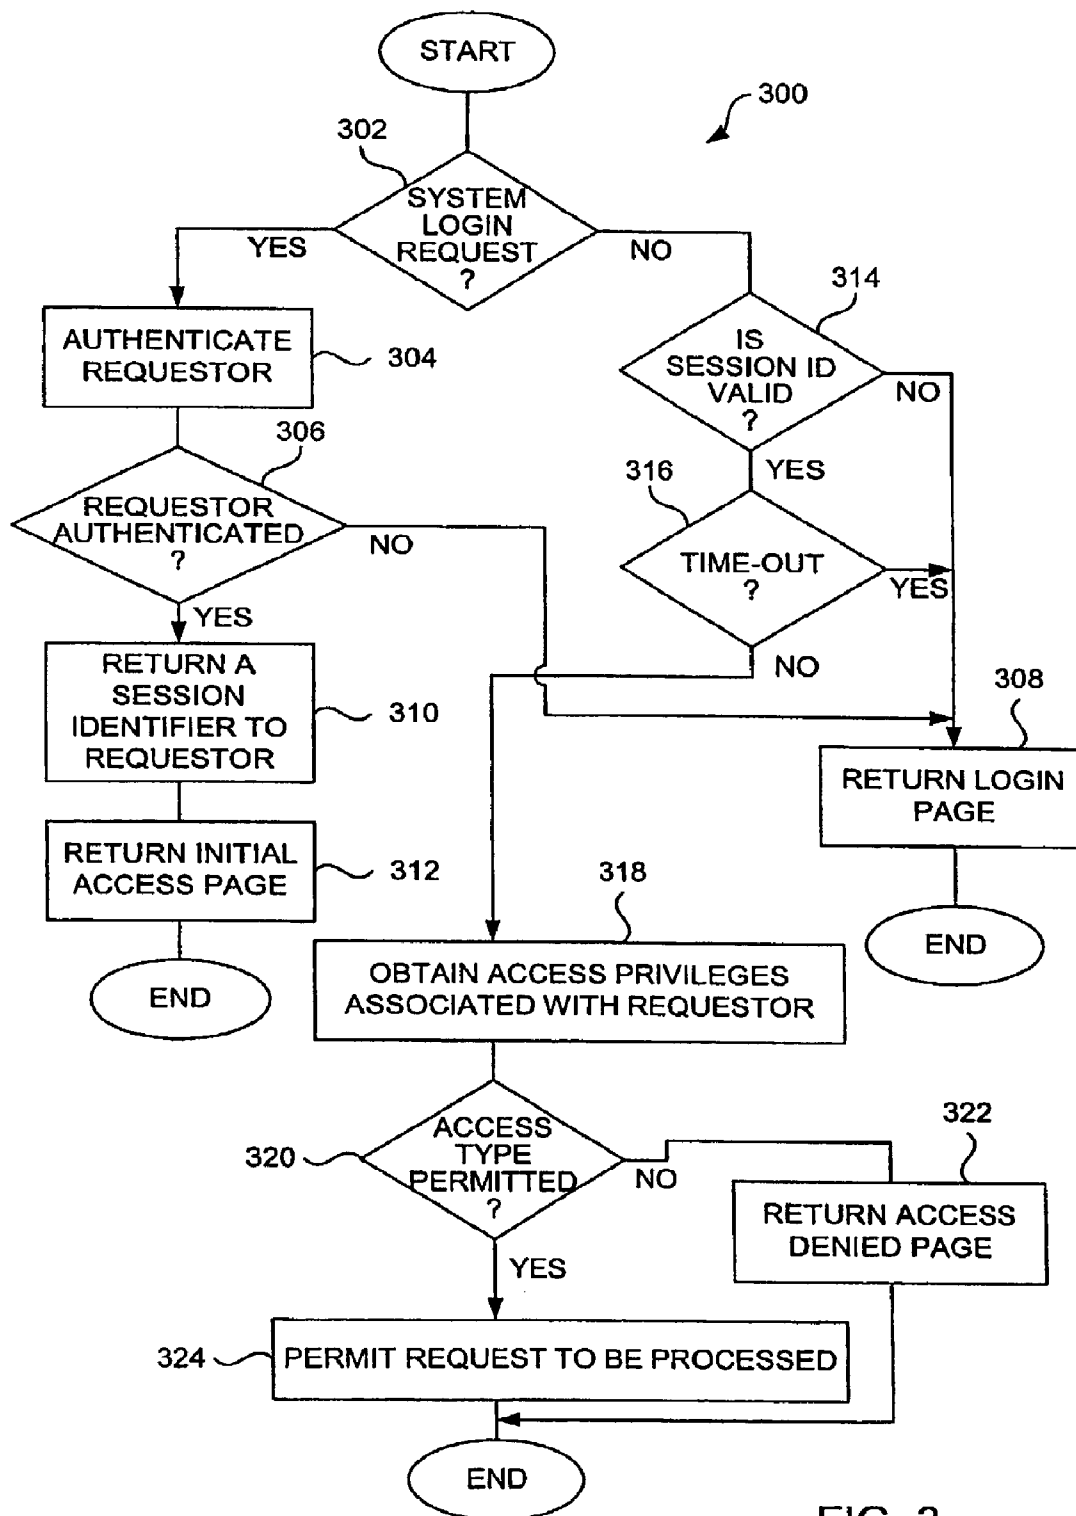 START
300
302
SYSTEM
LOGIN
REQUEST
?
YES
NO
314
AUTHENTICATE
REQUESTOR
304
IS
SESSION ID
VALID
?
NO
306
YES
316
REQUESTOR
AUTHENTICATED
?
NO
TIME-OUT
?
YES
YES
NO
RETURN A
SESSION
IDENTIFIER TO
REQUESTOR
310
308
RETURN LOGIN
PAGE
RETURN INITIAL
ACCESS PAGE
312
318
END
END
OBTAIN ACCESS PRIVILEGES
ASSOCIATED WITH REQUESTOR
320
ACCESS
TYPE
PERMITTED
?
NO
322
RETURN ACCESS
DENIED PAGE
YES
324
PERMIT REQUEST TO BE PROCESSED
END